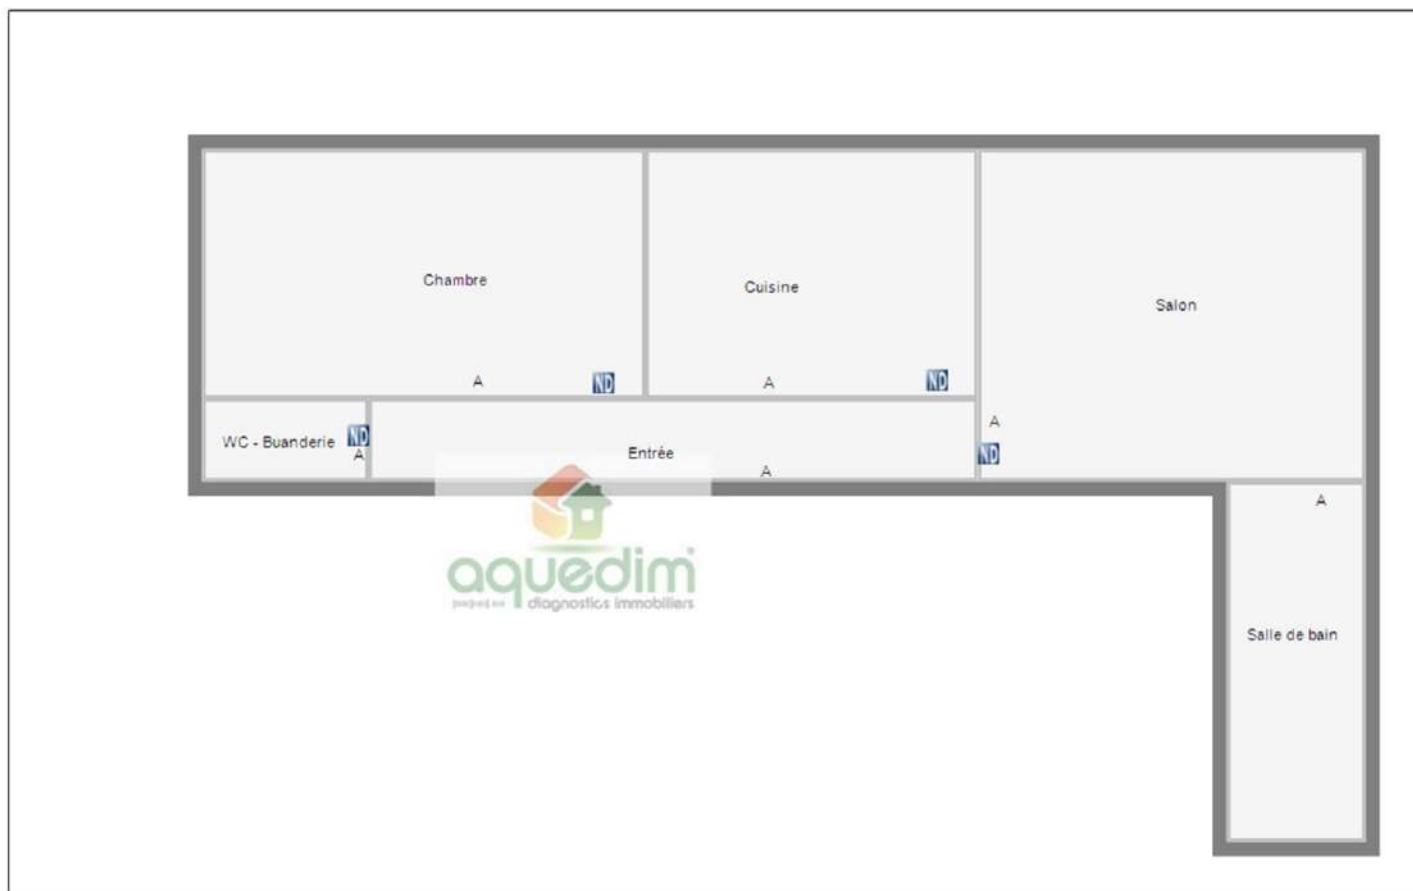 Chambre
Cuisine
Salon
A
ND
A
ND
A
WC - Buanderie
ND
A
Entrée
A
ND
A
aquedim
diagnostics immobiliers
Salle de bain